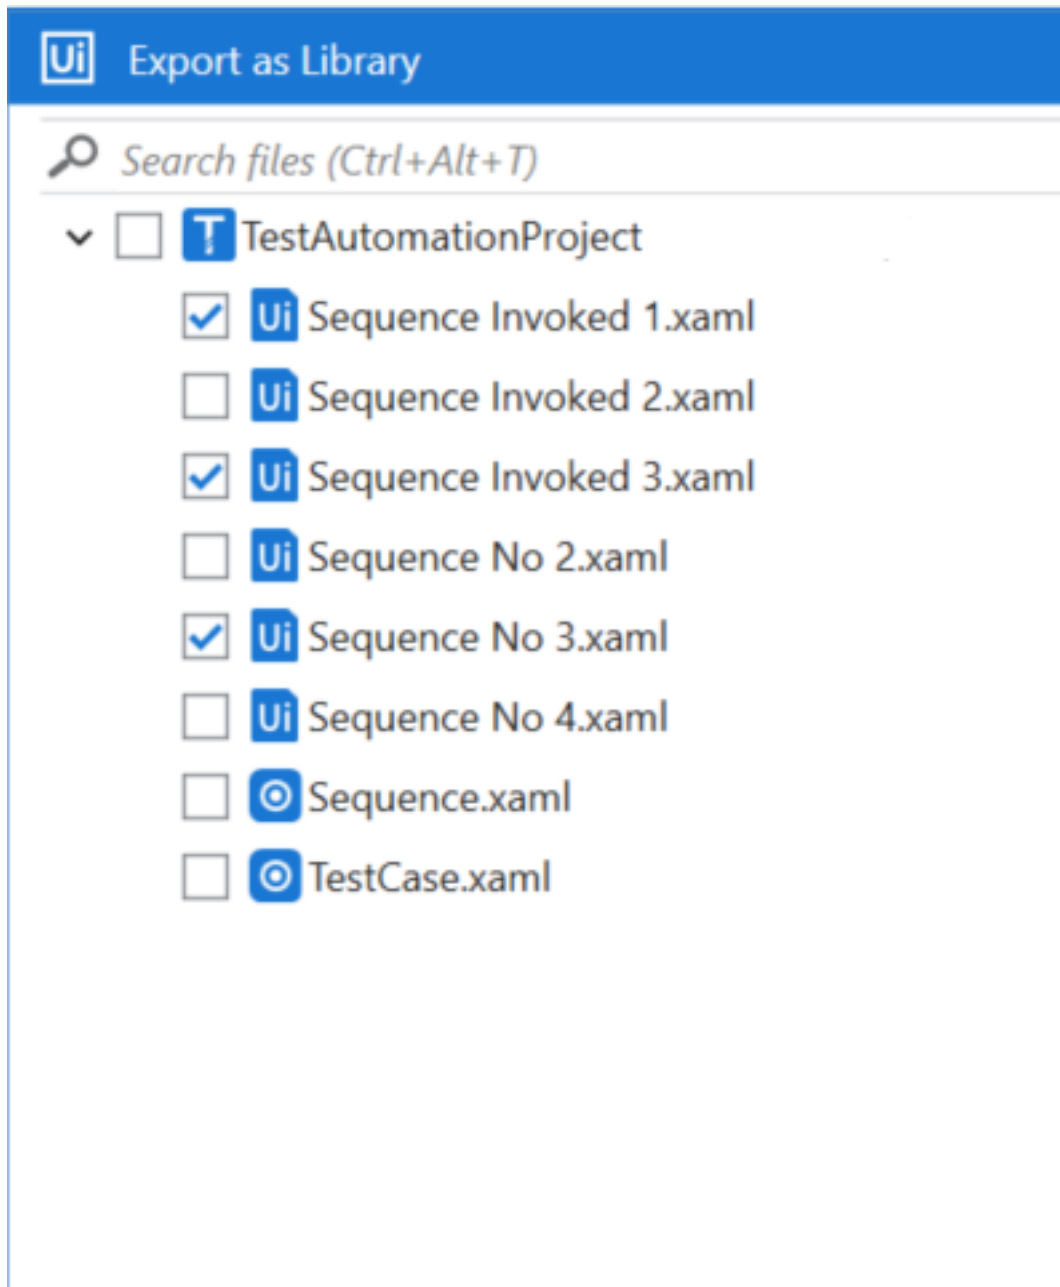 Ui Export as Library
Search files (Ctrl+Alt+T)
T TestAutomationProject
Ui Sequence Invoked 1.xaml
Ui Sequence Invoked 2.xaml
Ui Sequence Invoked 3.xaml
Ui Sequence No 2.xaml
Ui Sequence No 3.xaml
Ui Sequence No 4.xaml
Sequence.xaml
TestCase.xaml